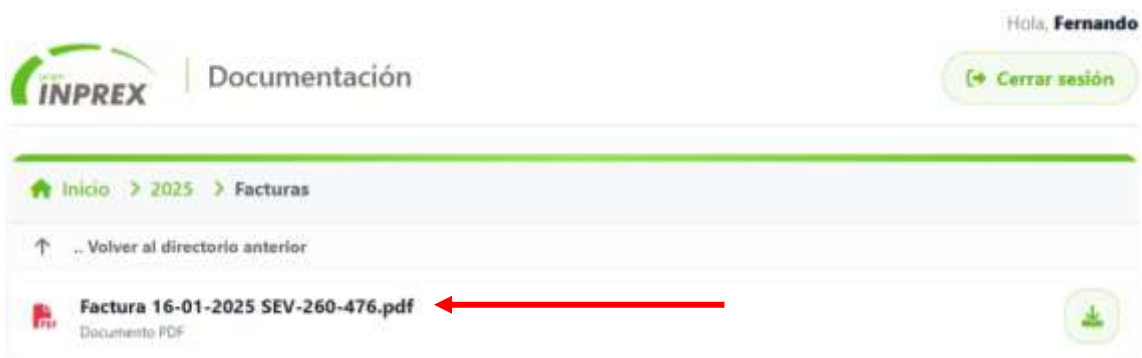 Hola, Fernando
INPREX
Documentación
Cerrar sesión
Inicio > 2025 > Facturas
↑ .. Volver al directorio anterior
Factura 16-01-2025 SEV-260-476.pdf
Documento PDF